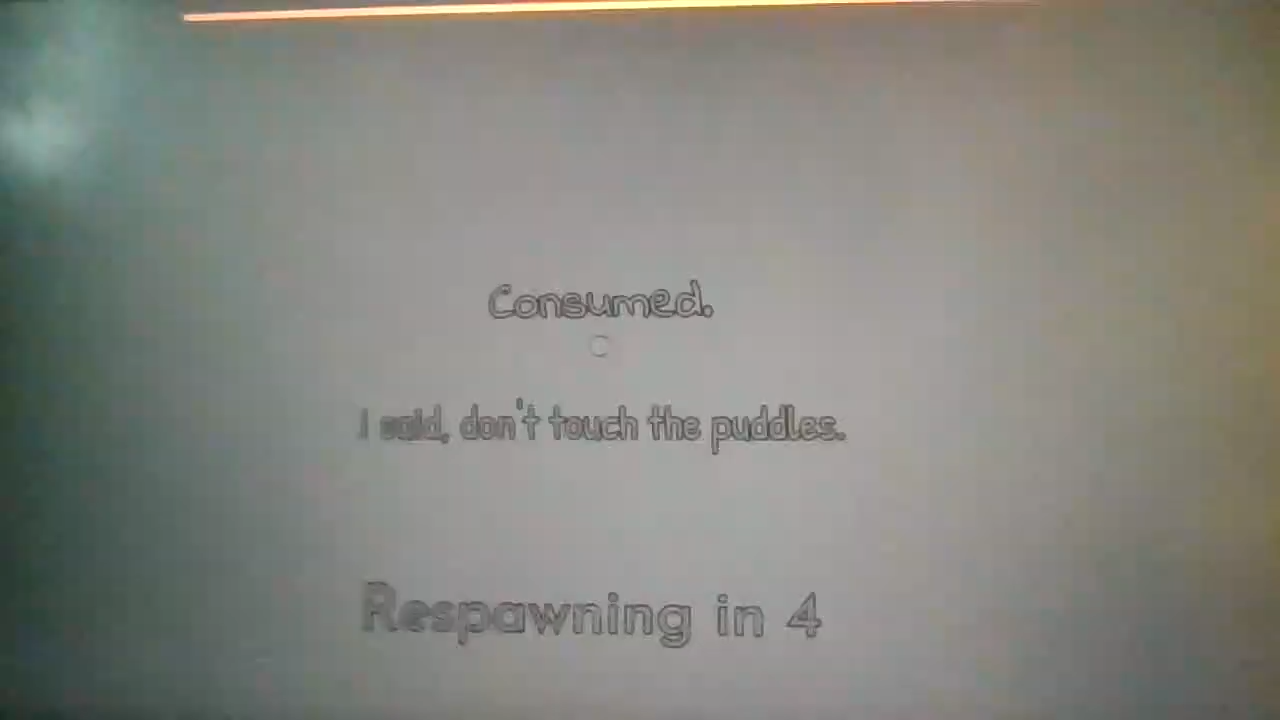 Consumed.
I said, don't touch the puddles.
Respawning in 4